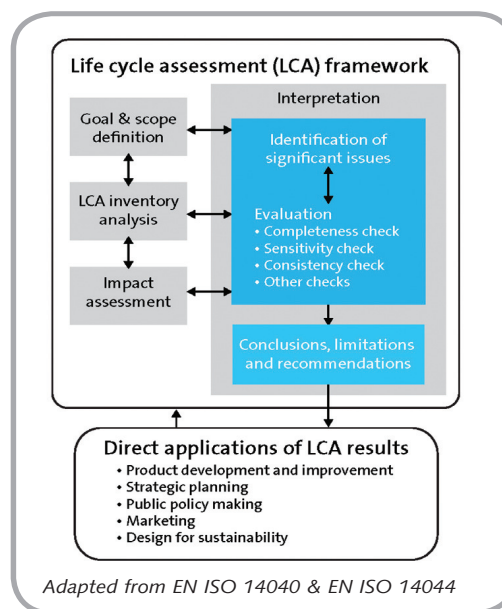 Life cycle assessment (LCA) framework
Interpretation
Goal & scope
definition
LCA inventory
analysis
Impact
assessment
Identification of
significant issues
Evaluation
• Completeness check
• Sensitivity check
• Consistency check
• Other checks
Conclusions, limitations
and recommendations
Direct applications of LCA results
• Product development and improvement
• Strategic planning
• Public policy making
• Marketing
• Design for sustainability
Adapted from EN ISO 14040 & EN ISO 14044